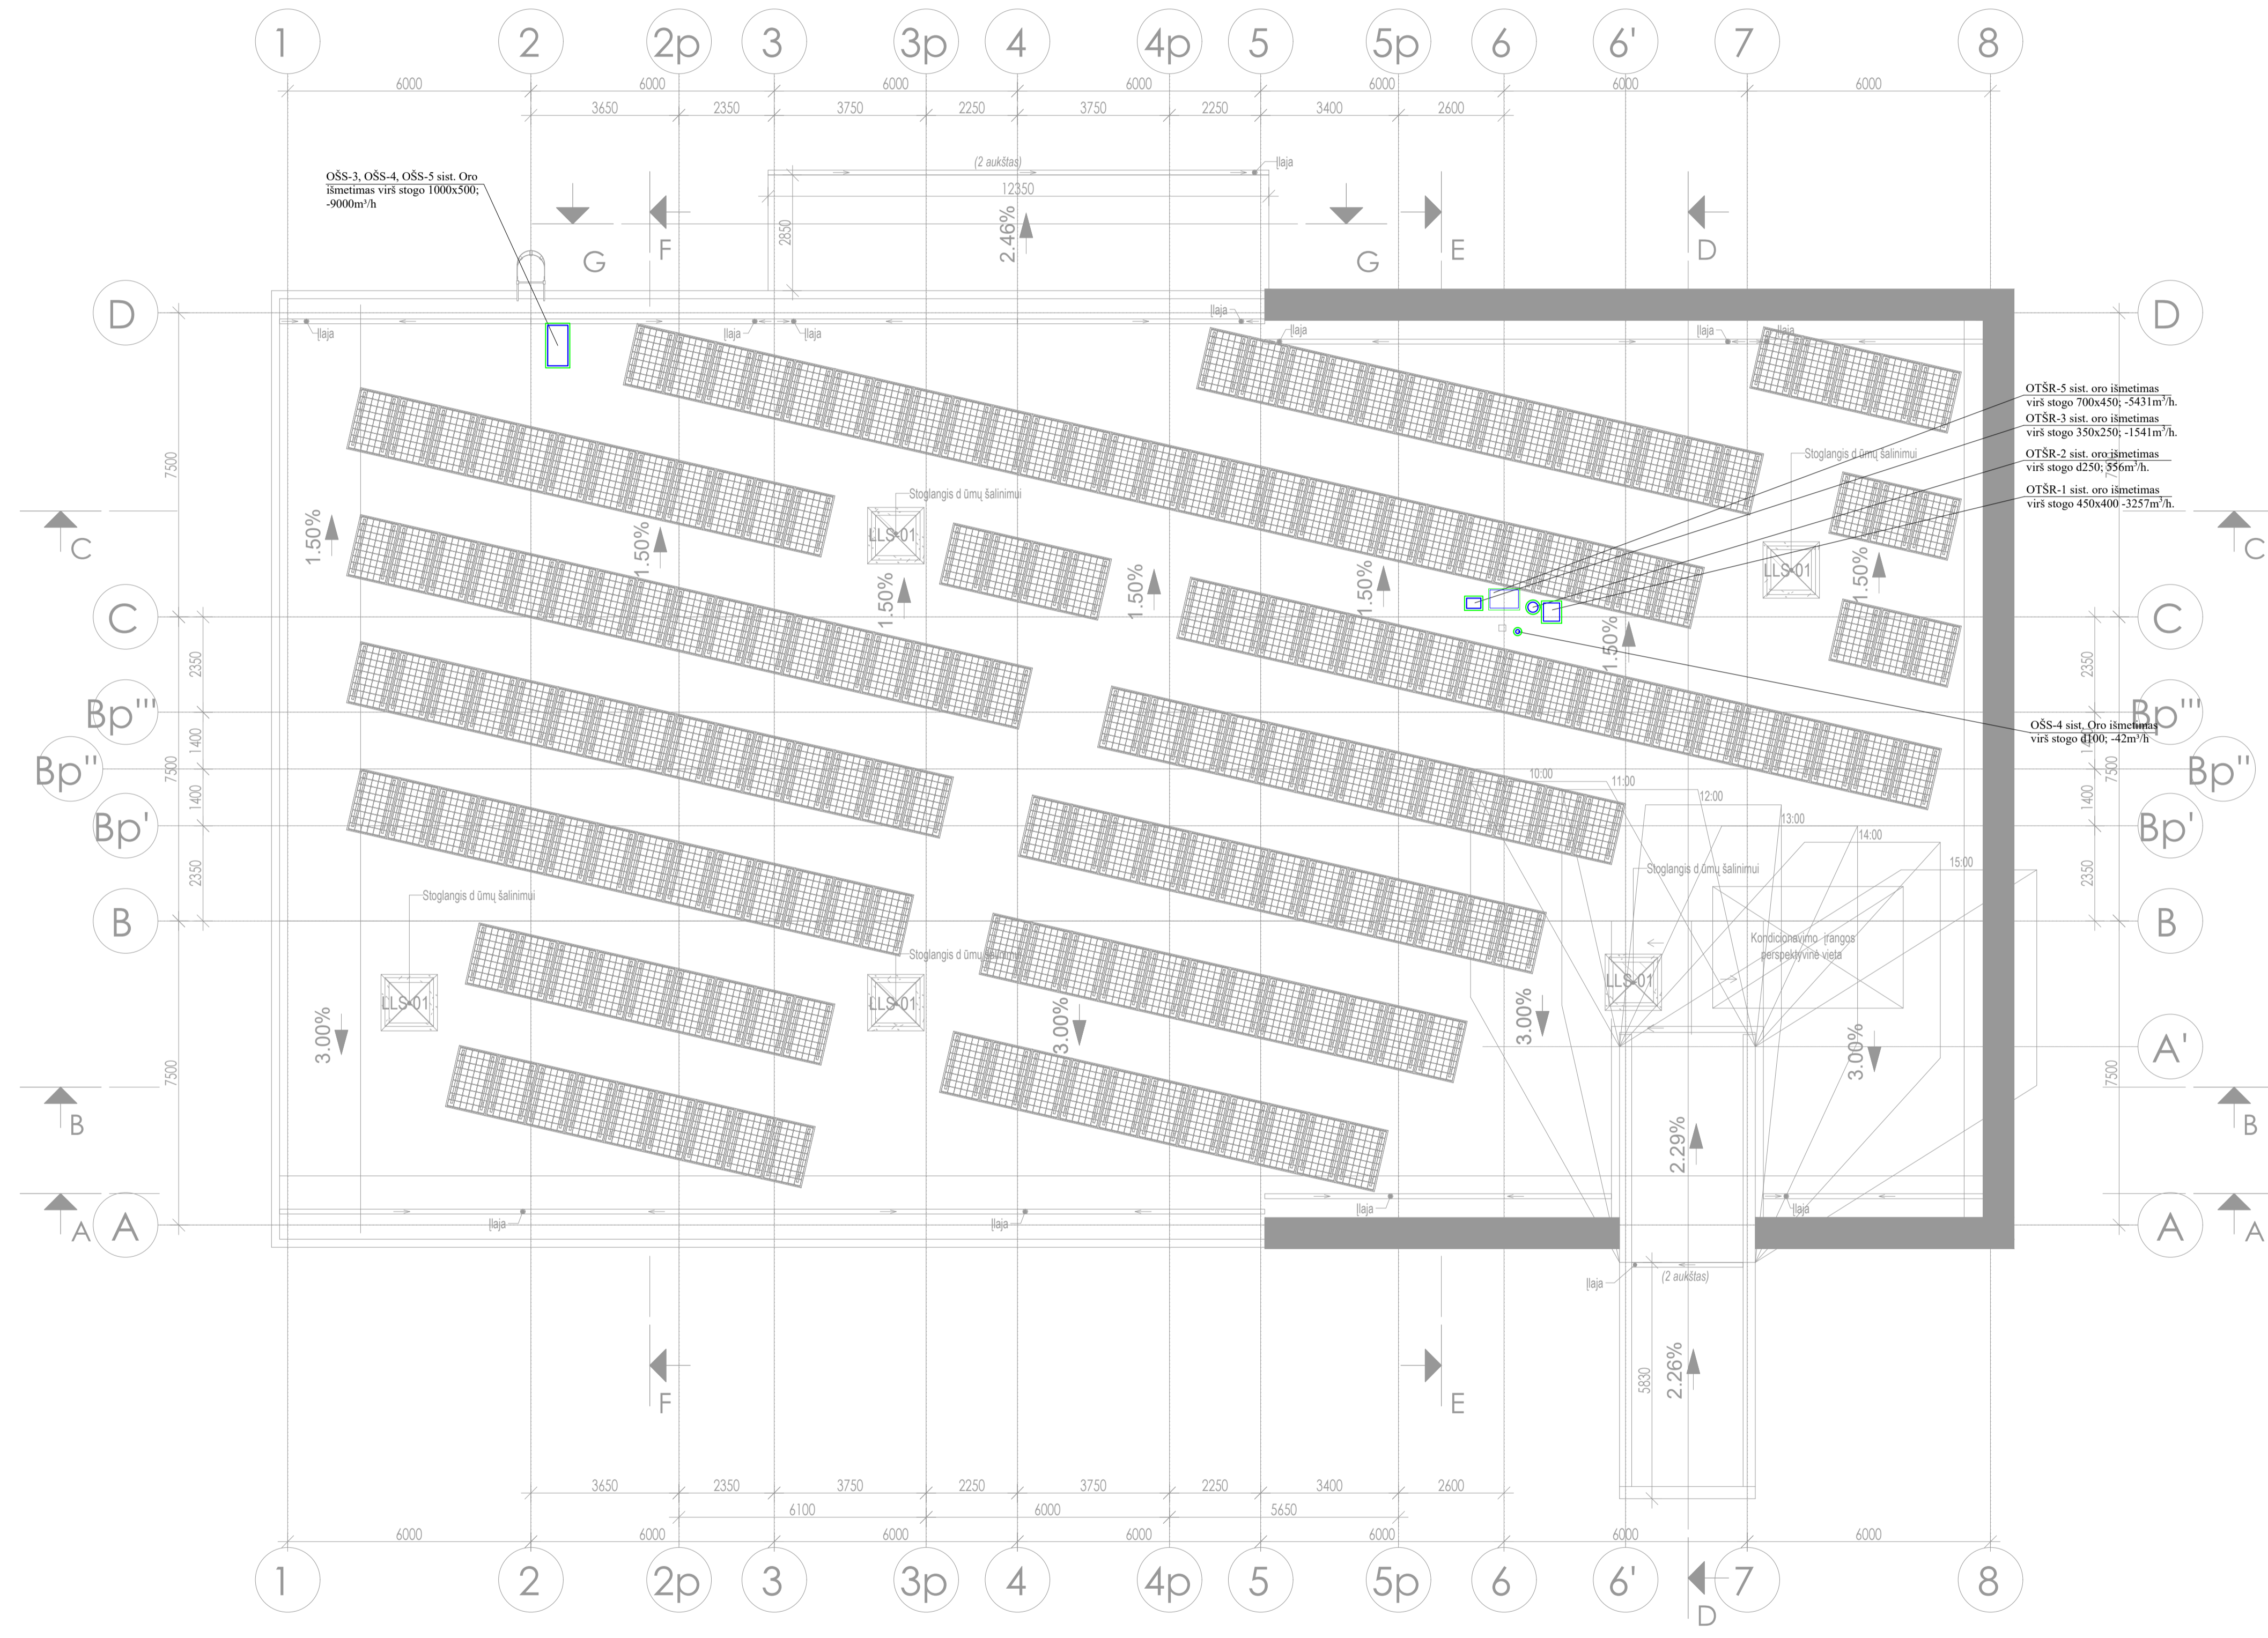 1 2 2p 3 3p 4 4p 5 5p 6 6' 7 8
6000 6000 6000 6000 6000 6000 6000
3650 2350 3750 2250 3750 2250 3400 2600
(2 aukštas)
Įlaja
12350
2850
2.46%
OŠS-3, OŠS-4, OŠS-5 sist. Oro
išmetimas virš stogo 1000x500;
-9000m³/h
G F G E D
D D
Įlaja Įlaja Įlaja Įlaja Įlaja Įlaja Įlaja
OTŠR-5 sist. oro išmetimas
virš stogo 700x450; -5431m³/h.
OTŠR-3 sist. oro išmetimas
virš stogo 350x250; -1541m³/h.
OTŠR-2 sist. oro išmetimas
virš stogo d250; 556m³/h.
OTŠR-1 sist. oro išmetimas
virš stogo 450x400 -3257m³/h.
7500
Stoglangis d ūmų šalinimui
Stoglangis d ūmų šalinimui
LLS-01
LLS-01
1.50% 1.50% 1.50% 1.50% 1.50% 1.50% 1.50%
C C
C C
2350 2350
Bp''' Bp'''
OŠS-4 sist. Oro išmetimas
virš stogo d100; -42m³/h
1400
Bp'' Bp''
7500 7500
1400 1400
Bp' Bp'
2350 2350
10:00
11:00
12:00
13:00
14:00
15:00
Stoglangis d ūmų šalinimui
Stoglangis d ūmų šalinimui
B B
Stoglangis d ūmų šalinimui
Kondicionavimo įrangos
perspektyvinė vieta
LLS-01 LLS-01 LLS-01
3.00% 3.00% 3.00% 3.00%
A'
7500 7500
B B
2.29%
A A A A
Įlaja Įlaja Įlaja Įlaja
Įlaja
(2 aukštas)
5830
2.26%
F E
3650 2350 3750 2250 3750 2250 3400 2600
6100 6000 5650
6000 6000 6000 6000 6000 6000 6000
1 2 2p 3 3p 4 4p 5 5p 6 6' 7 8
D